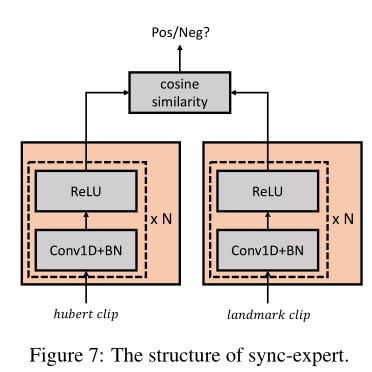 Pos/Neg?
cosine
similarity
ReLU
x N
Conv1D+BN
ReLU
x N
Conv1D+BN
hubert clip
landmark clip
Figure 7: The structure of sync-expert.